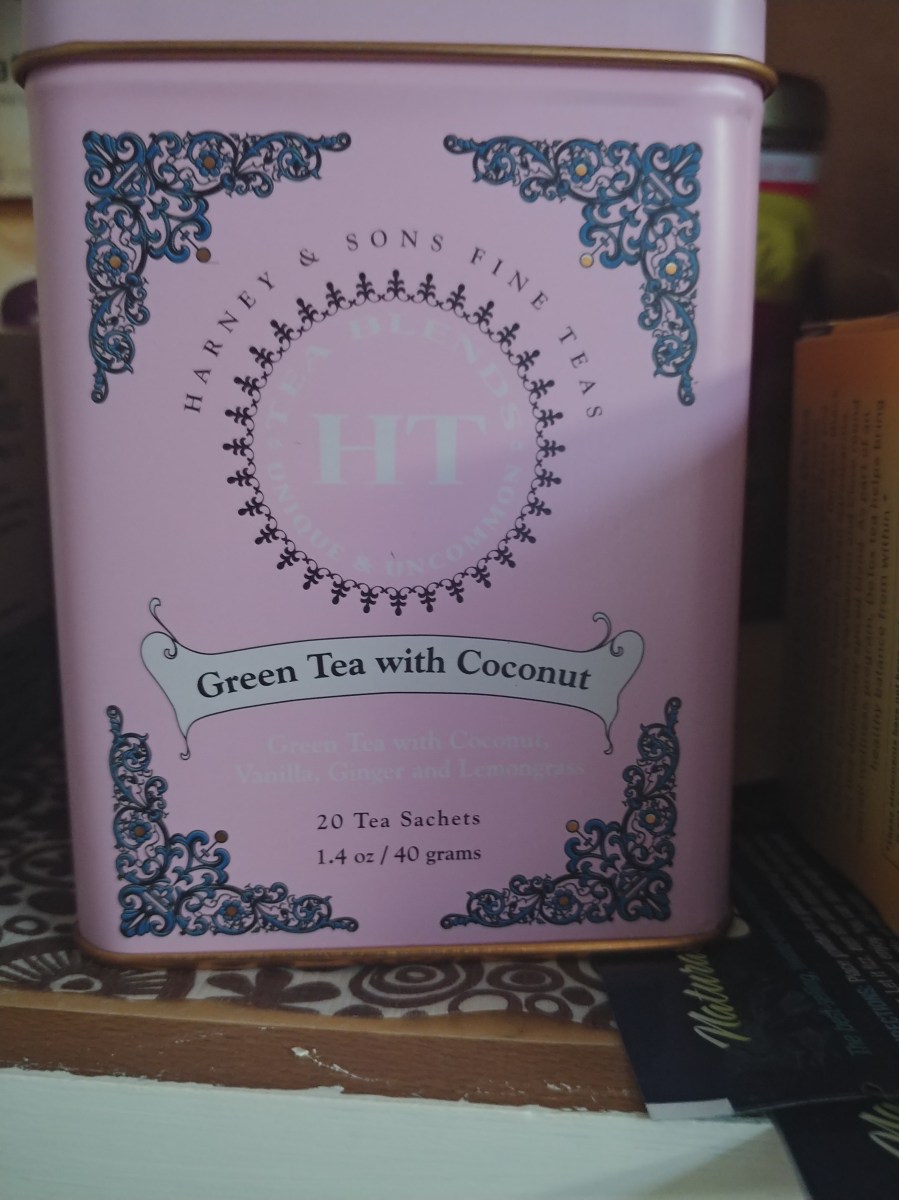 HARNEY & SONS FINE TEAS
TEA BLENDS
HT
UNIQUE & UNCOMMON
Green Tea with Coconut
Green Tea with Coconut,
Vanilla, Ginger and Lemongrass
20 Tea Sachets
1.4 oz / 40 grams
Natura